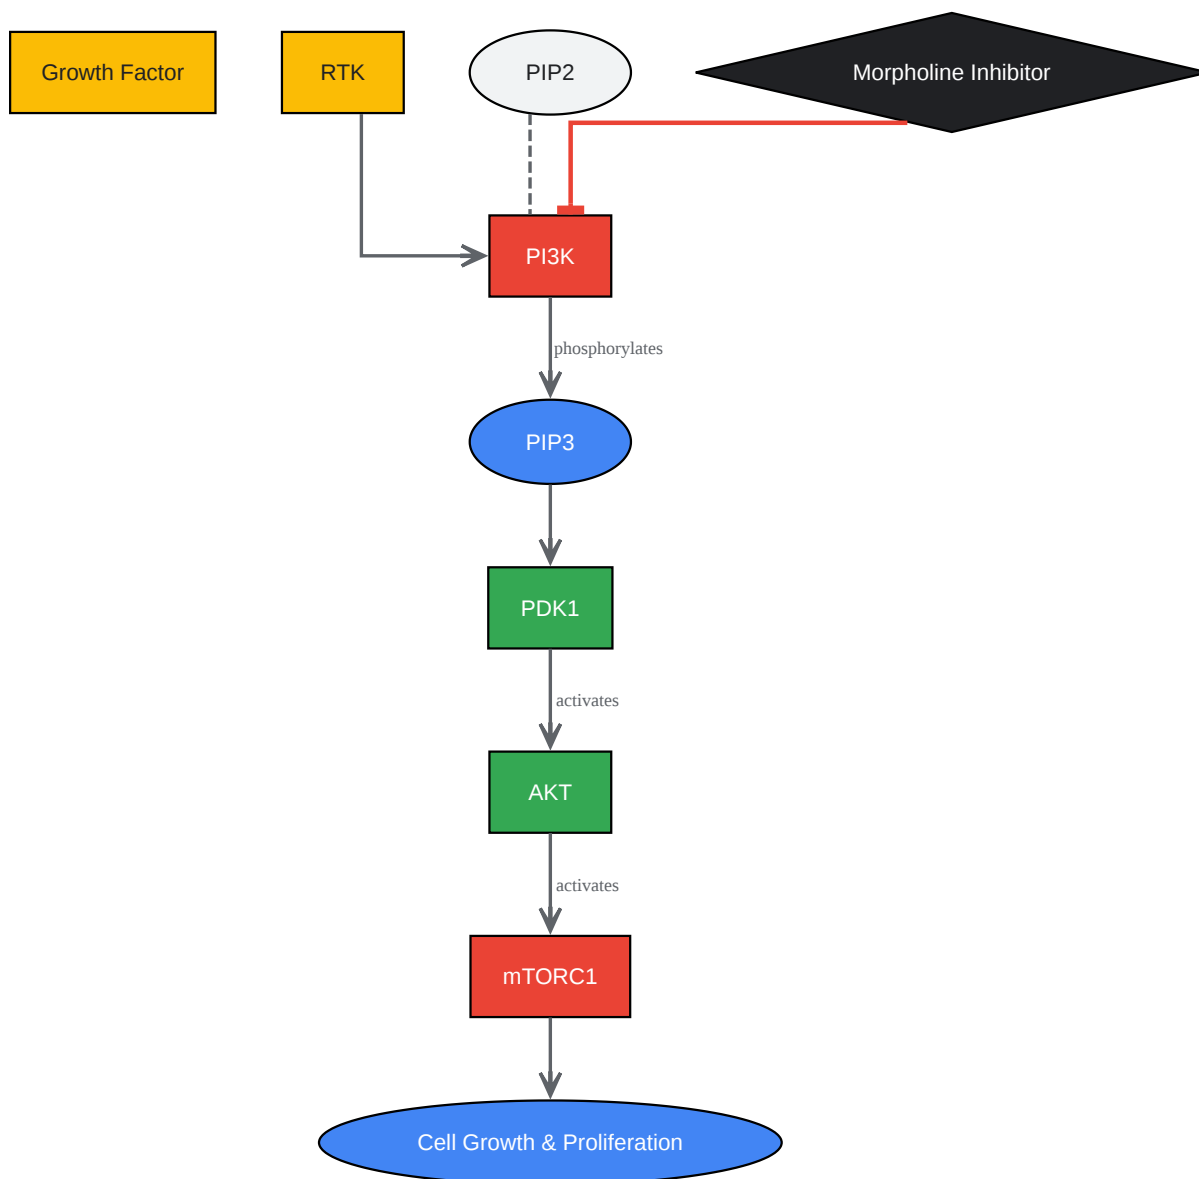 Growth Factor
RTK
PIP2
Morpholine Inhibitor
PI3K
phosphorylates
PIP3
PDK1
activates
AKT
activates
mTORC1
Cell Growth & Proliferation